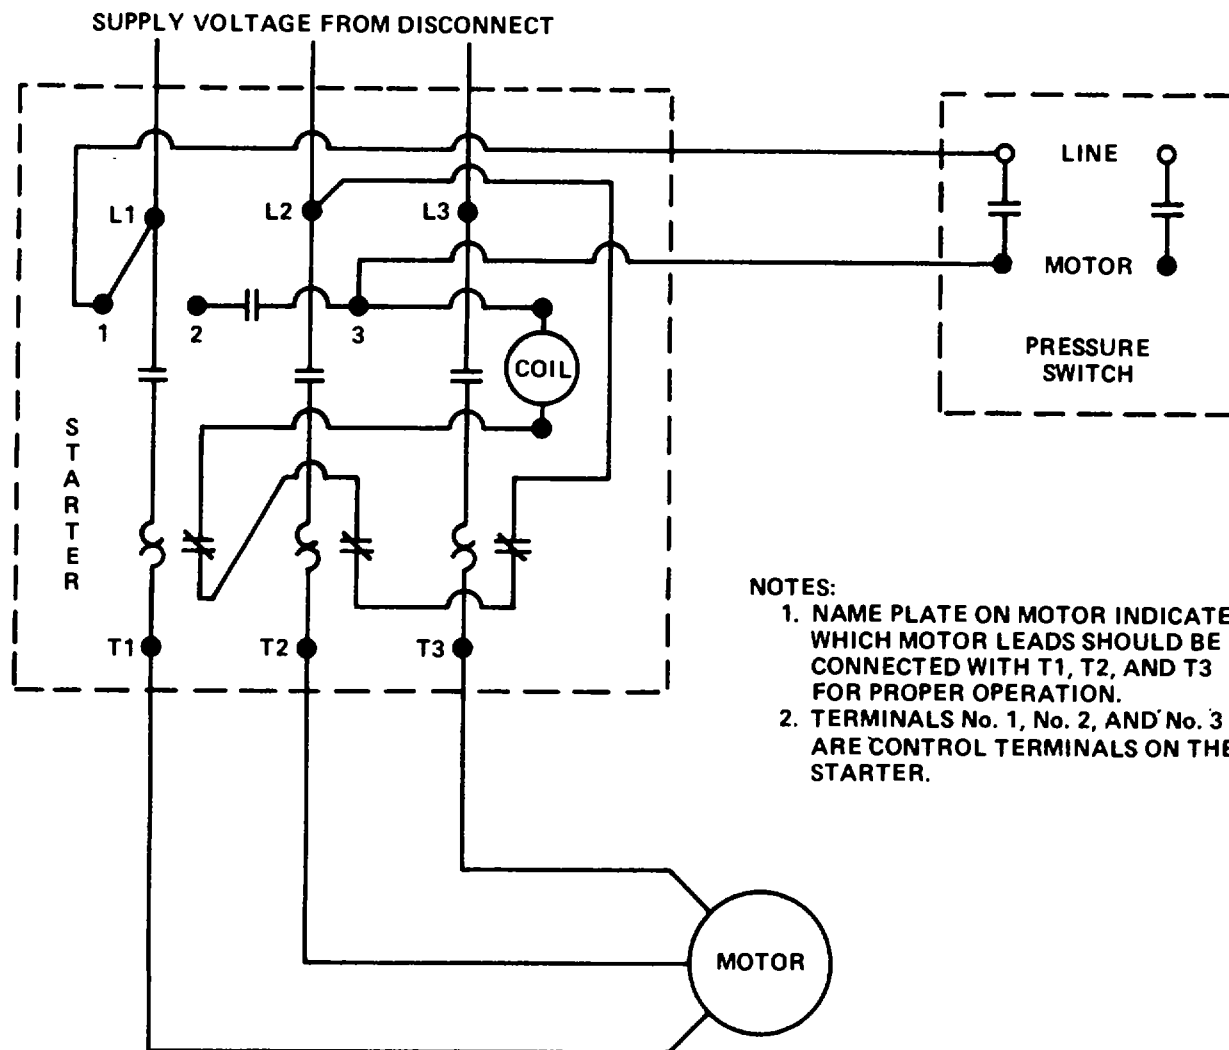 SUPPLY VOLTAGE FROM DISCONNECT
LINE
L1
L2
L3
MOTOR
1
2
3
COIL
PRESSURE
SWITCH
STARTER
T1
T2
T3
NOTES:
1. NAME PLATE ON MOTOR INDICATE
WHICH MOTOR LEADS SHOULD BE
CONNECTED WITH T1, T2, AND T3
FOR PROPER OPERATION.
2. TERMINALS No. 1, No. 2, AND No. 3
ARE CONTROL TERMINALS ON THE
STARTER.
MOTOR